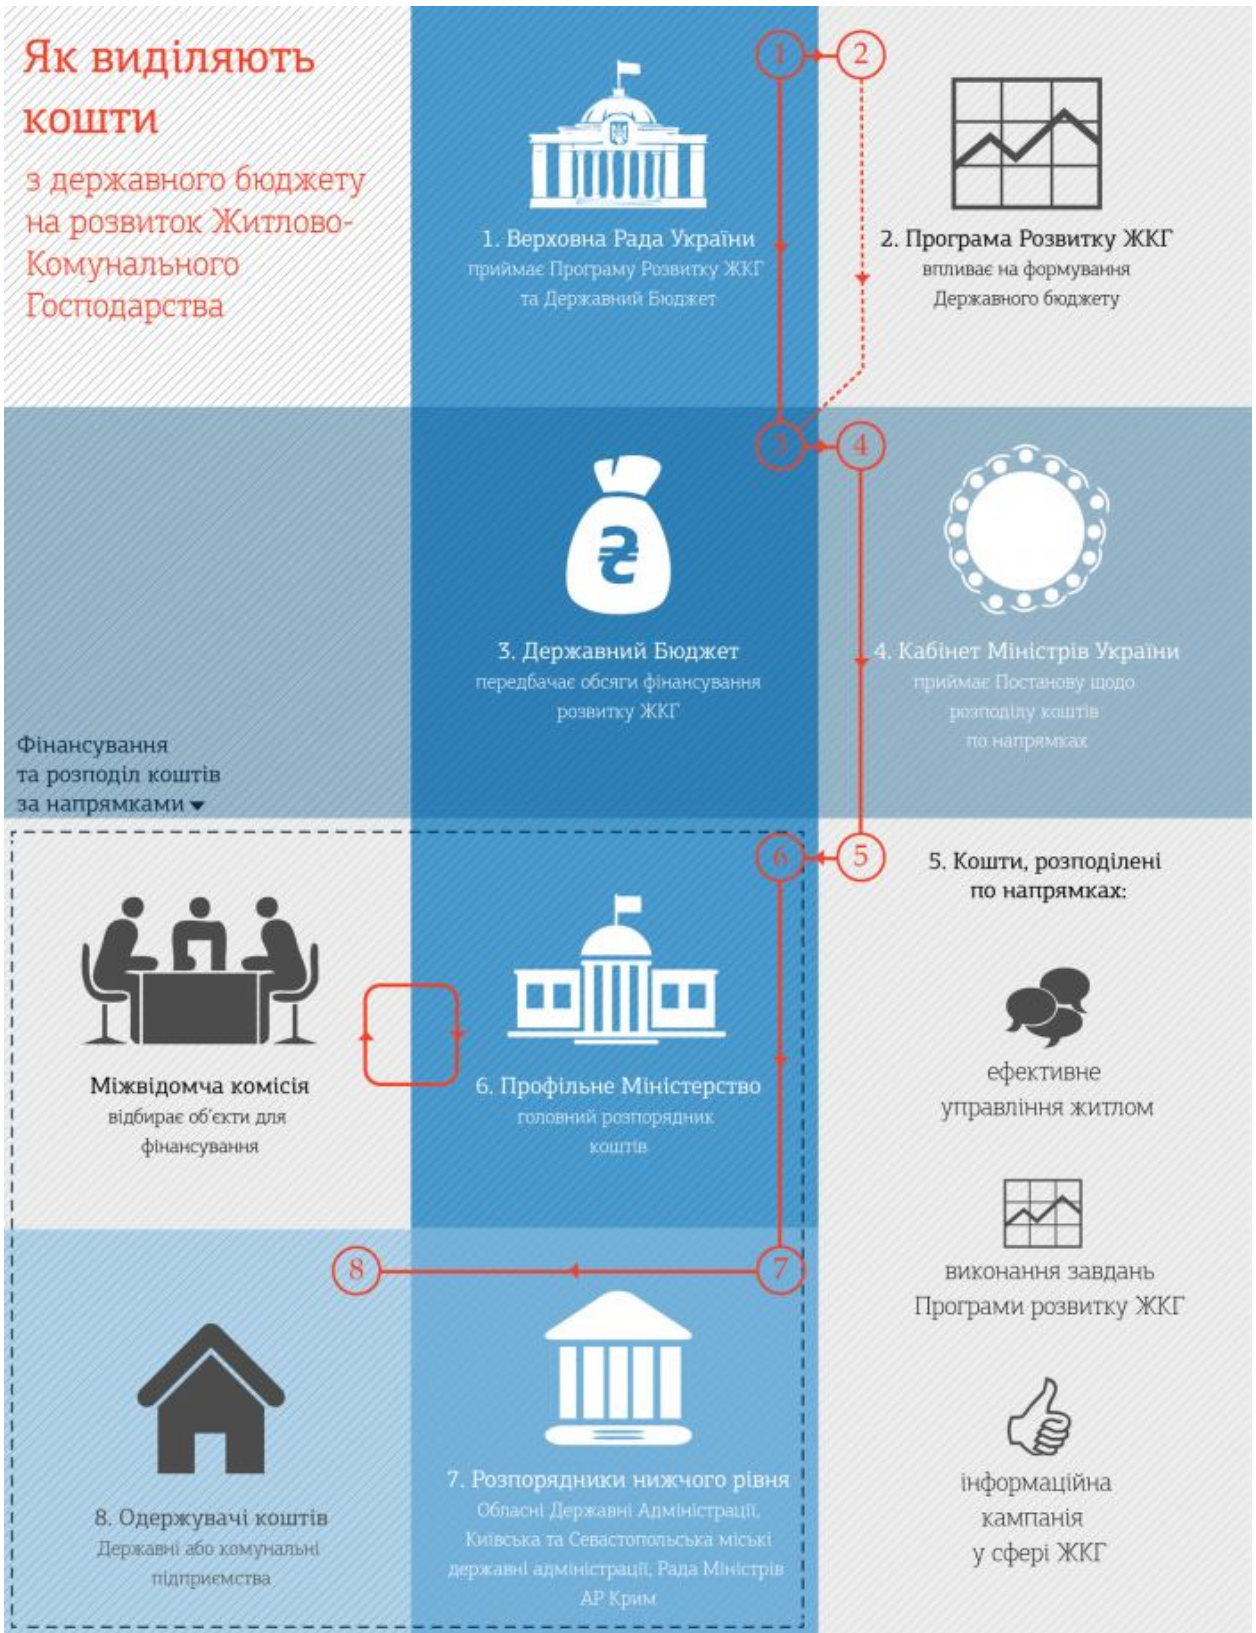 Як виділяють
кошти
з державного бюджету
на розвиток Житлово-
Комунального
Господарства
1
2
1. Верховна Рада України
приймає Програму Розвитку ЖКГ
та Державний Бюджет
2. Програма Розвитку ЖКГ
впливає на формування
Державного бюджету
3
4
₴
3. Державний Бюджет
передбачає обсяги фінансування
розвитку ЖКГ
4. Кабінет Міністрів України
приймає Постанову щодо
розподілу коштів
по напрямках
Фінансування
та розподіл коштів
за напрямками
6
5
5. Кошти, розподілені
по напрямках:
ефективне
управління житлом
виконання завдань
Програми розвитку ЖКГ
інформаційна
кампанія
у сфері ЖКГ
Міжвідомча комісія
відбирає об'єкти для
фінансування
6. Профільне Міністерство
головний розпорядник
коштів
8
7
8. Одержувачі коштів
Державні або комунальні
підприємства
7. Розпорядники нижчого рівня
Обласні Державні Адміністрації,
Київська та Севастопольська міські
державні адміністрації, Рада Міністрів
АР Крим